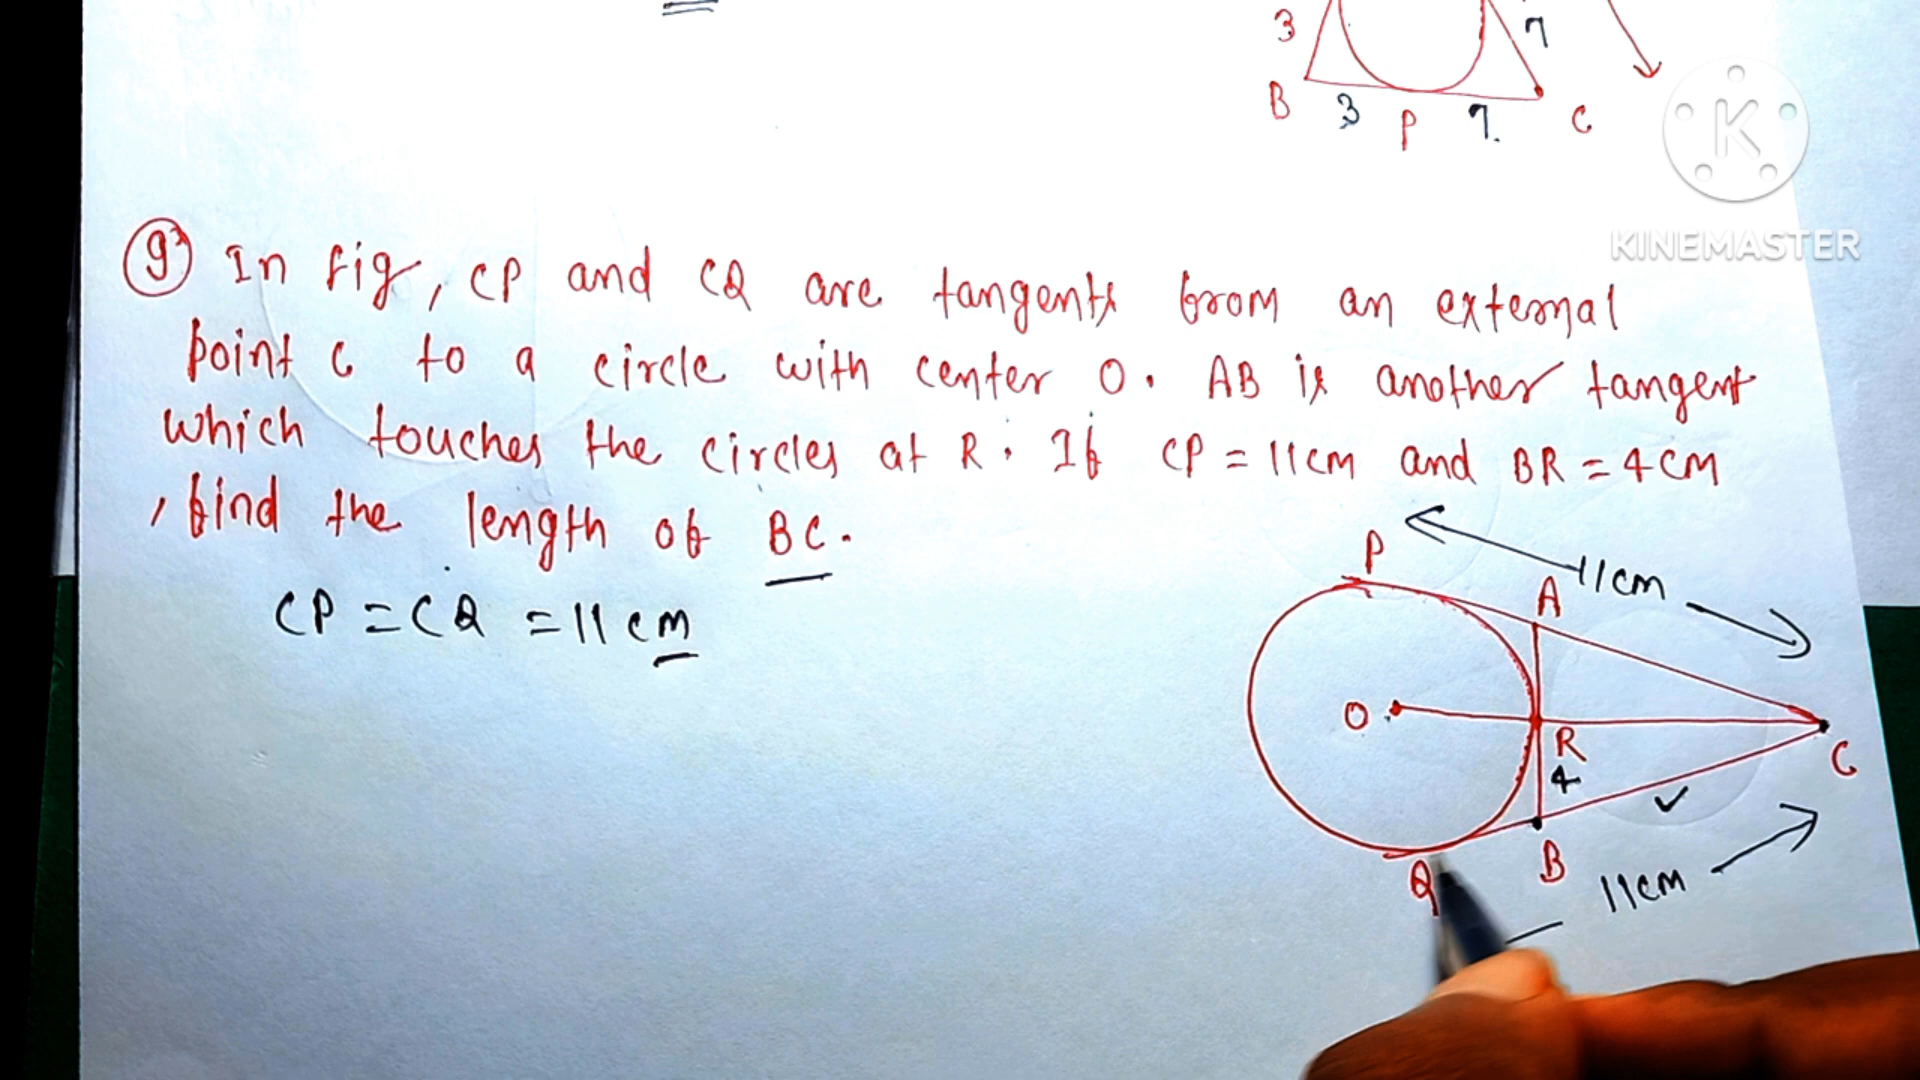 3
7
B 3 P 7. C
K
KINEMASTER
9 In fig, CP and CQ are tangents from an external
point C to a circle with center O. AB is another tangent
which touches the circles at R. If CP = 11cm and BR = 4cm
, find the length of BC.
CP = CQ = 11cm
P
11cm
A
O
R
4
C
B
Q
11cm